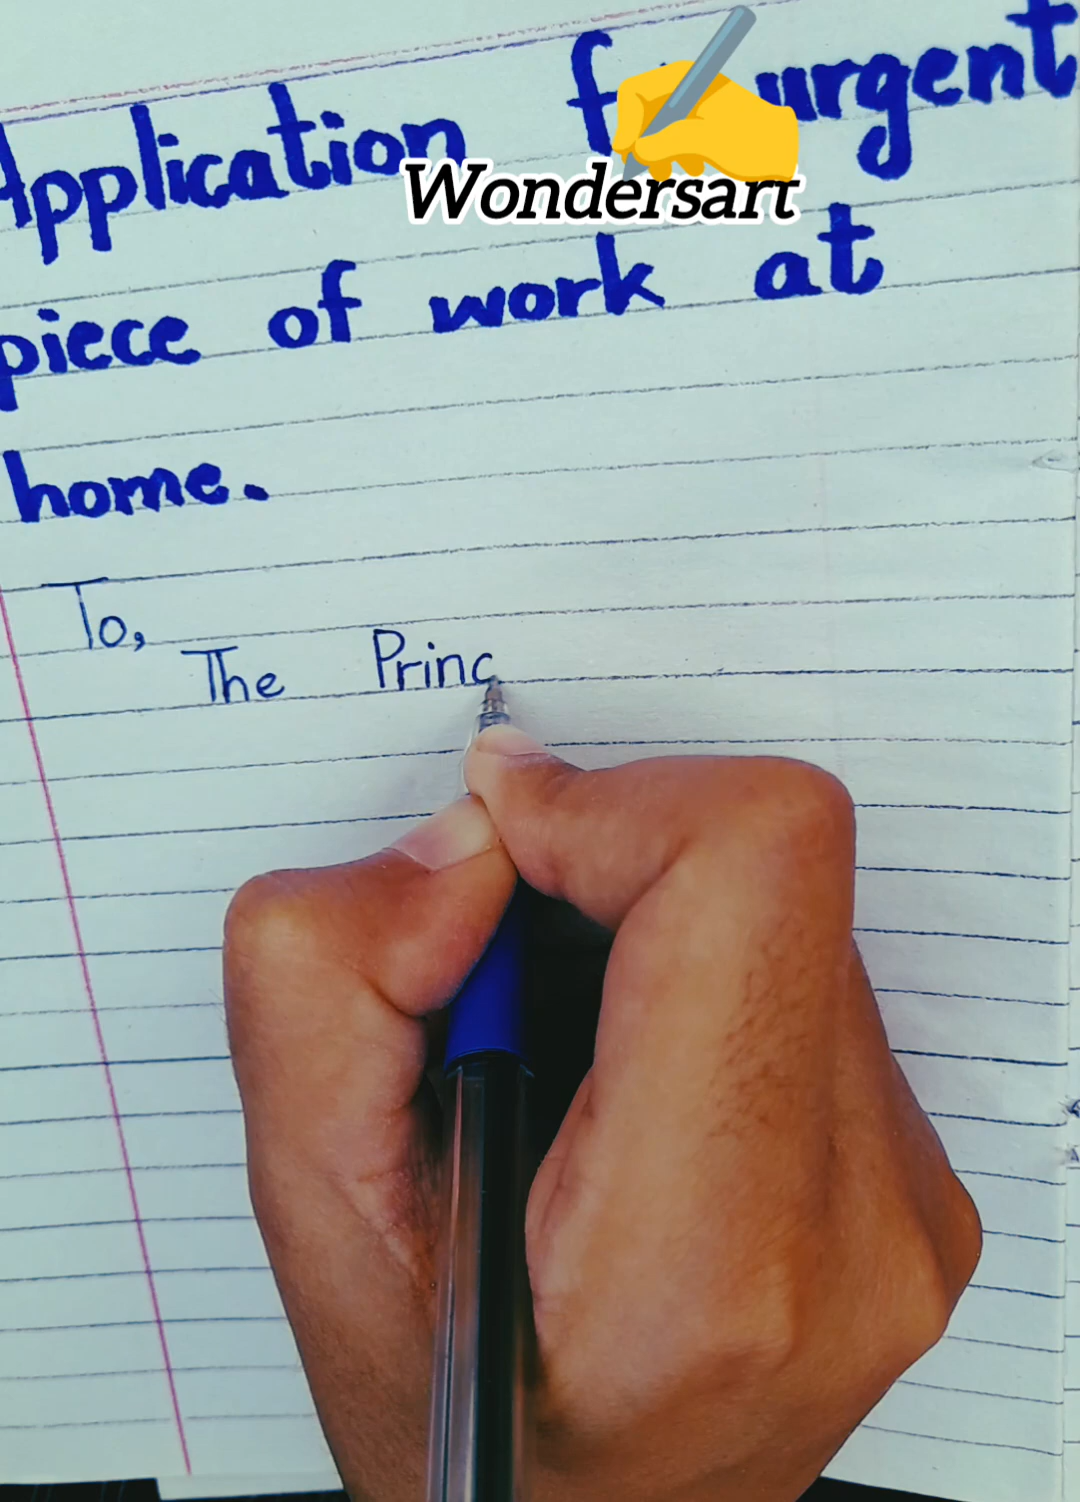 Application f urgent
Wondersart
piece of work at
home.
To,
The Princ